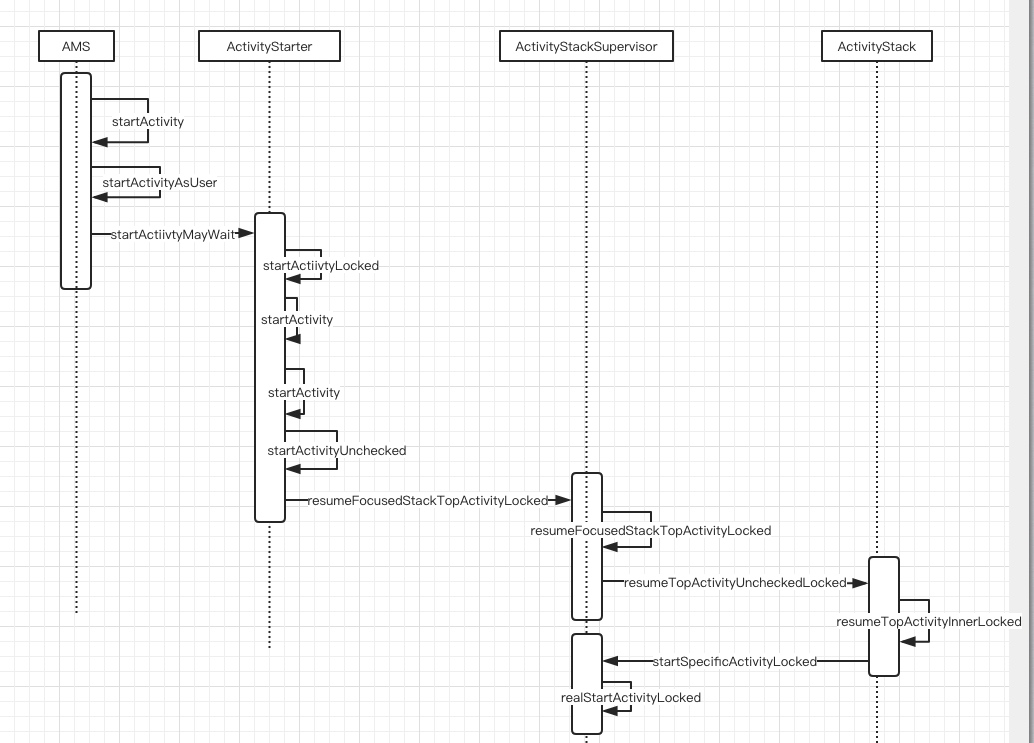 AMS
ActivityStarter
ActivityStackSupervisor
ActivityStack
startActivity
startActivityAsUser
startActiivtyMayWait
startActiivtyLocked
startActivity
startActivity
startActivityUnchecked
resumeFocusedStackTopActivityLocked
resumeFocusedStackTopActivityLocked
resumeTopActivityUncheckedLocked
resumeTopActivityInnerLocked
startSpecificActivityLocked
realStartActivityLocked